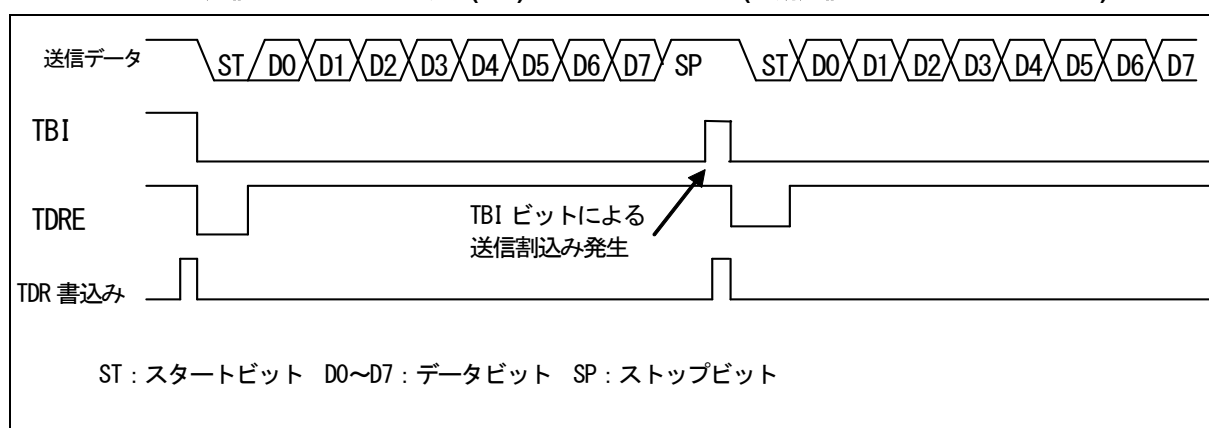 送信データ ST D0 D1 D2 D3 D4 D5 D6 D7 SP ST D0 D1 D2 D3 D4 D5 D6 D7
TBI
TDRE
TBI ビットによる
送信割込み発生
TDR 書込み
ST：スタートビット D0～D7：データビット SP：ストップビット